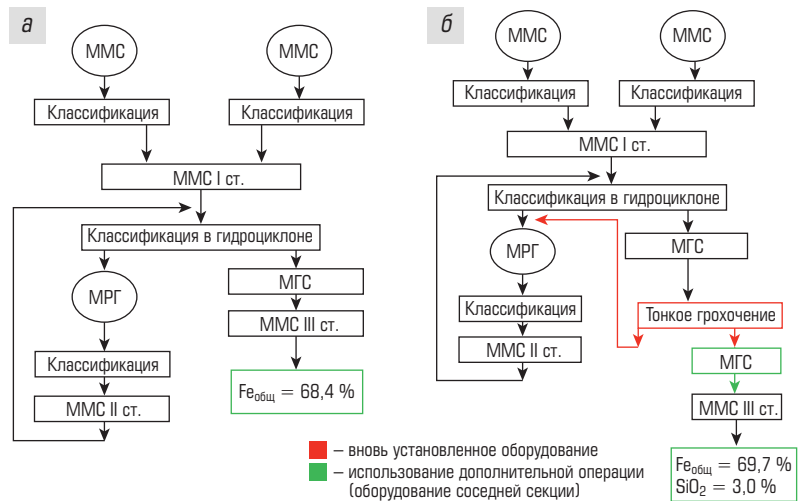 а
ММС
ММС
Классификация
Классификация
ММС I ст.
Классификация в гидроциклоне
МРГ
МГС
ММС III ст.
Классификация
ММС II ст.
Feобщ = 68,4 %
б
ММС
ММС
Классификация
Классификация
ММС I ст.
Классификация в гидроциклоне
МРГ
МГС
Классификация
Тонкое грохочение
ММС II ст.
МГС
ММС III ст.
Feобщ = 69,7 %
SiO2 = 3,0 %
– вновь установленное оборудование
– использование дополнительной операции
(оборудование соседней секции)